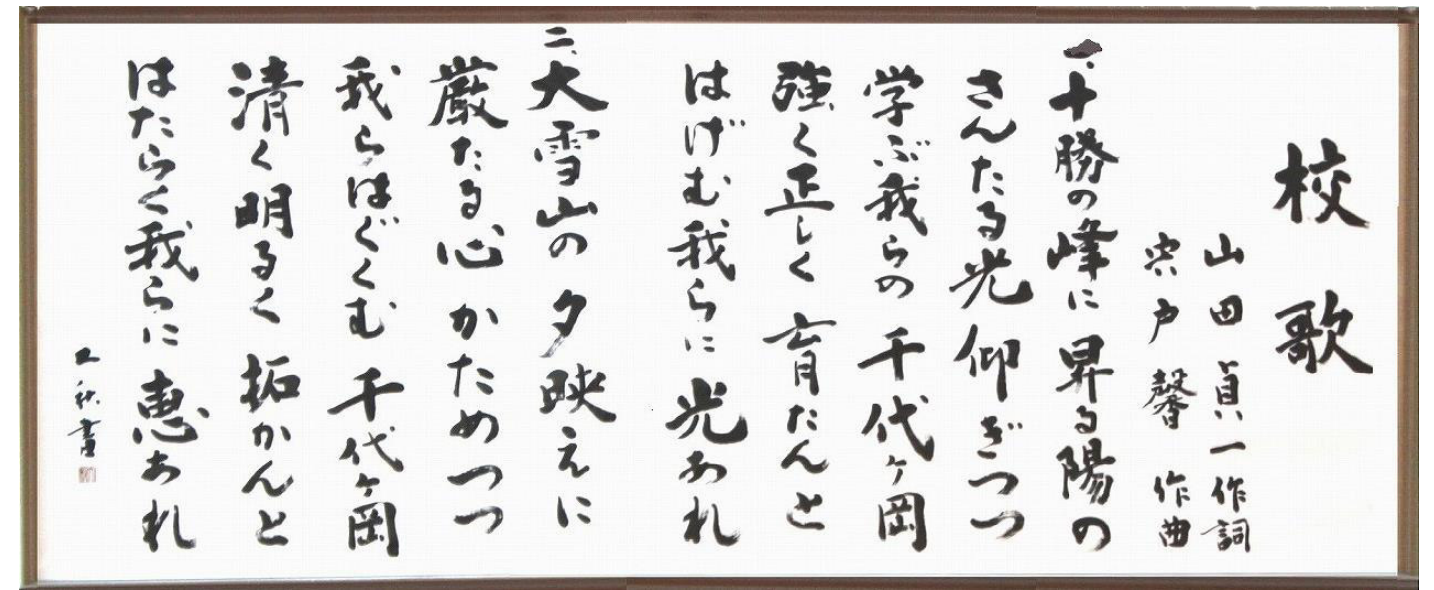 校歌
山田貞一作詞
宍戸馨作曲
一、十勝の峰に昇る陽の
さんたる光仰ぎつつ
学ぶ我らの千代ヶ岡
強く正しく育たんと
はげむ我らに光あれ
二、大雪山の夕映えに
厳たる心かためつつ
我らはぐくむ千代ヶ岡
清く明るく拓かんと
はたらく我らに恵あれ
秋書